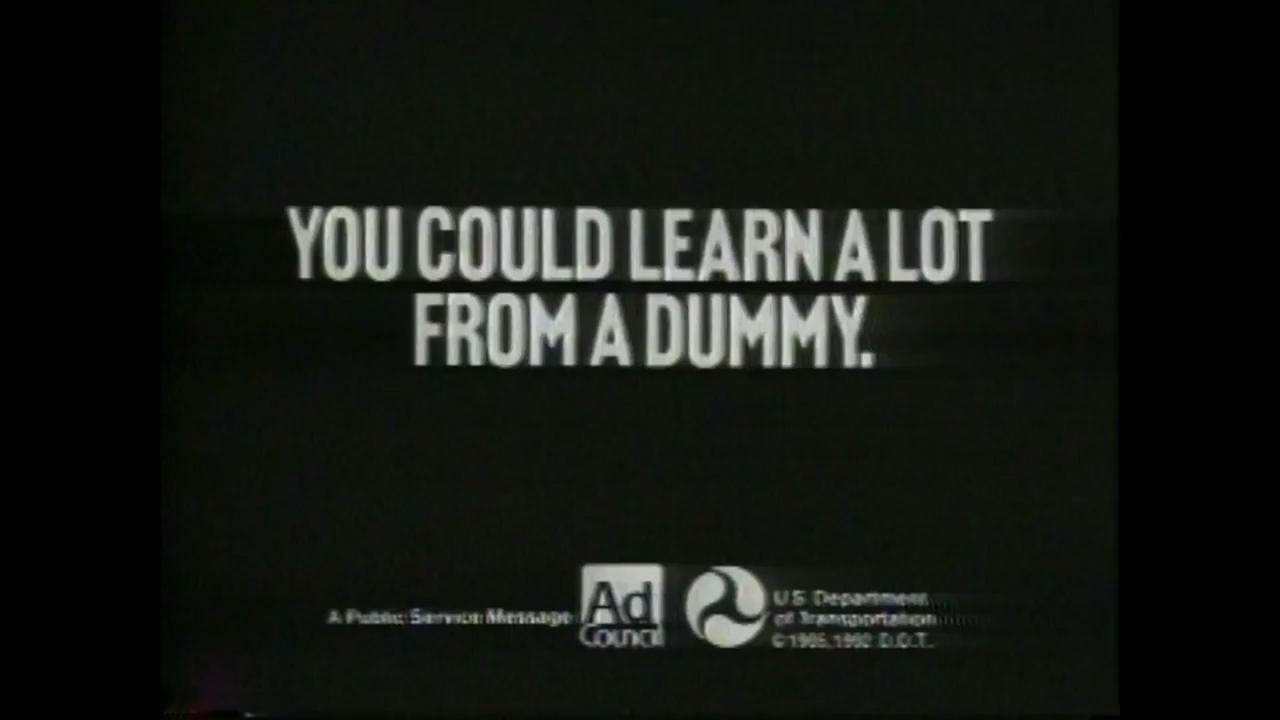 YOU COULD LEARN A LOT
FROM A DUMMY.
A Public Service Message
Ad
Council
U.S. Department
of Transportation
D.O.T.